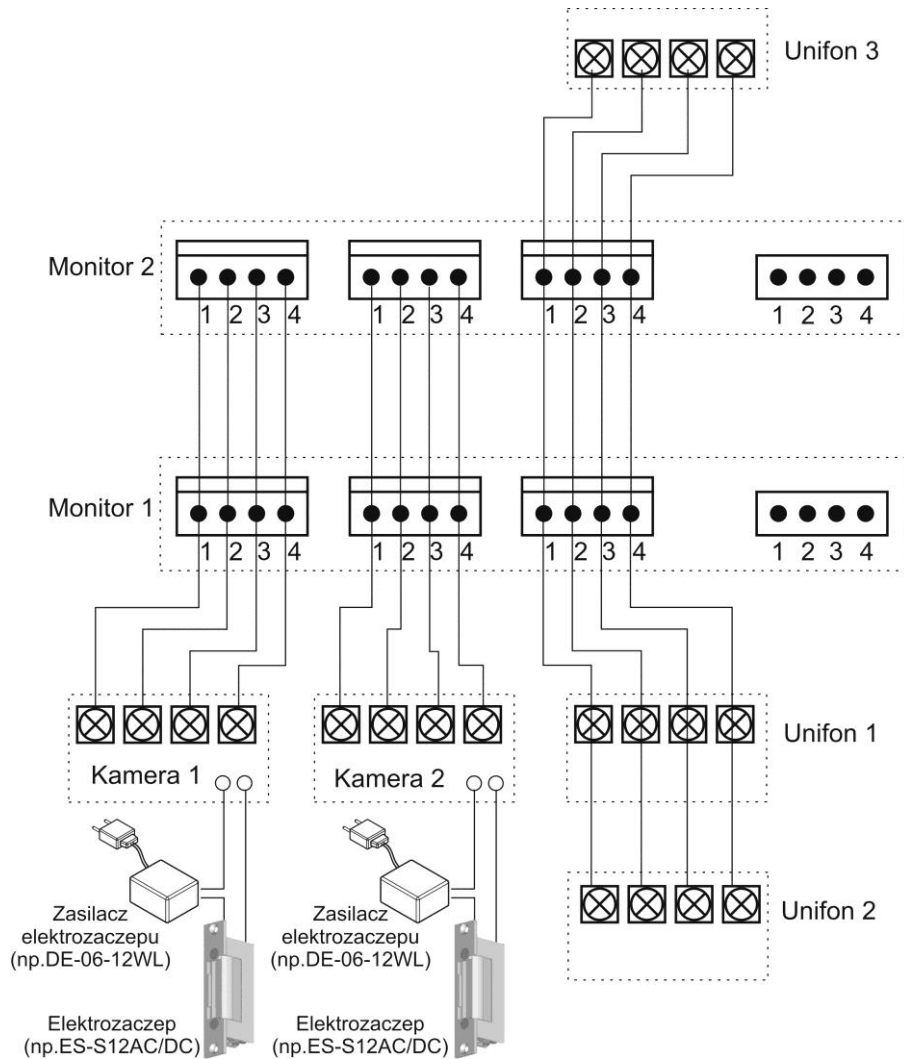 Unifon 3
Monitor 2
1 2 3 4
1 2 3 4
1 2 3 4
1 2 3 4
Monitor 1
1 2 3 4
1 2 3 4
1 2 3 4
1 2 3 4
Kamera 1
Kamera 2
Unifon 1
Zasilacz
elektrozaczepu
(np.DE-06-12WL)
Zasilacz
elektrozaczepu
(np.DE-06-12WL)
Unifon 2
Elektrozaczep
(np.ES-S12AC/DC)
Elektrozaczep
(np.ES-S12AC/DC)